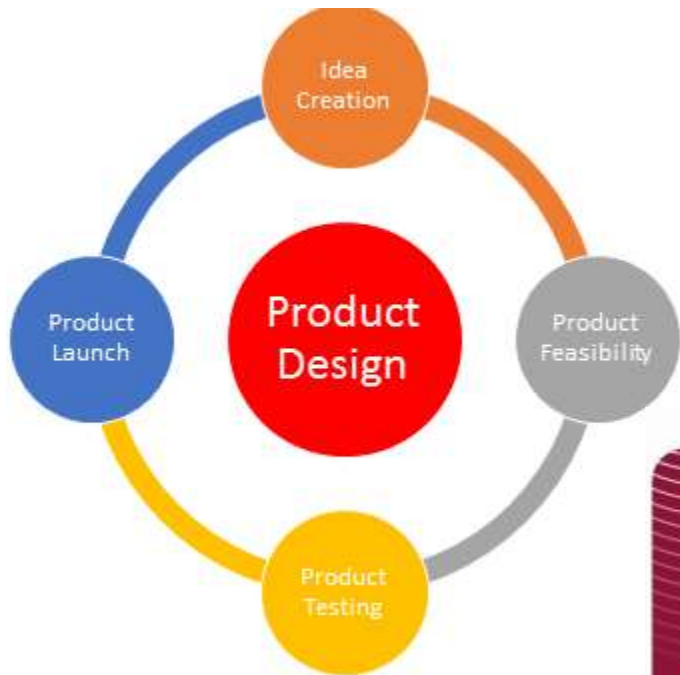 Idea
Creation
Product
Launch
Product
Design
Product
Feasibility
Product
Testing